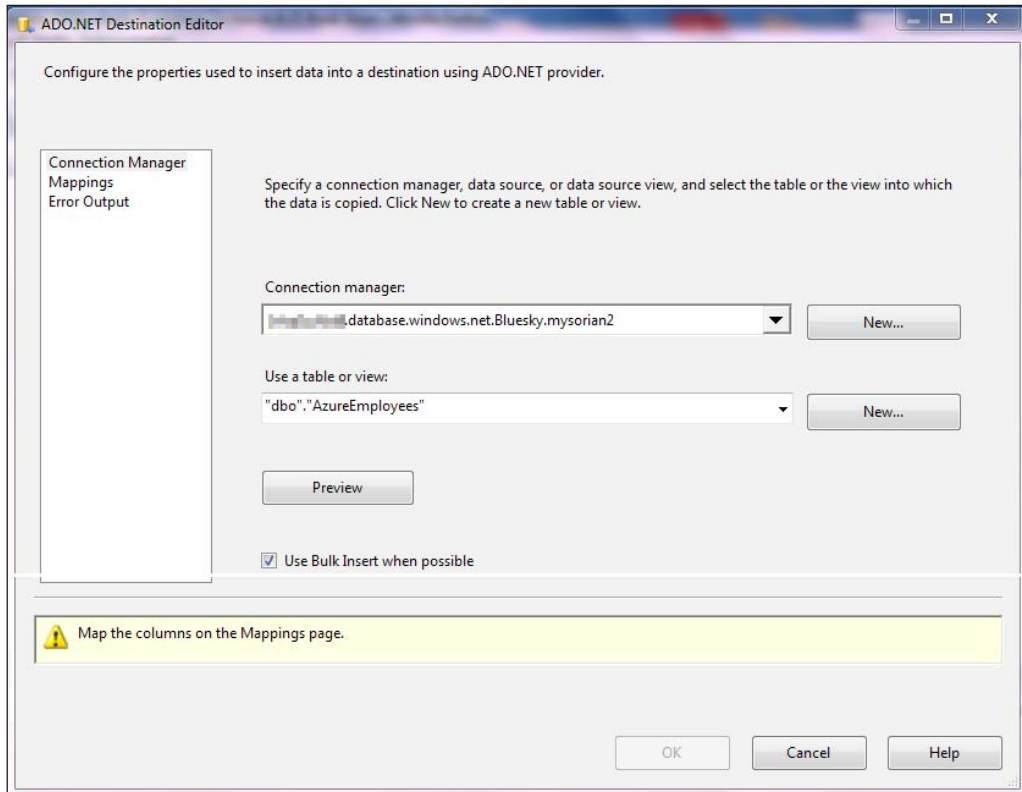 ADO.NET Destination Editor
Configure the properties used to insert data into a destination using ADO.NET provider.
Connection Manager
Mappings
Error Output
Specify a connection manager, data source, or data source view, and select the table or the view into which
the data is copied. Click New to create a new table or view.
Connection manager:
.database.windows.net.Bluesky.mysorian2
New...
Use a table or view:
"dbo"."AzureEmployees"
New...
Preview
Use Bulk Insert when possible
Map the columns on the Mappings page.
OK
Cancel
Help